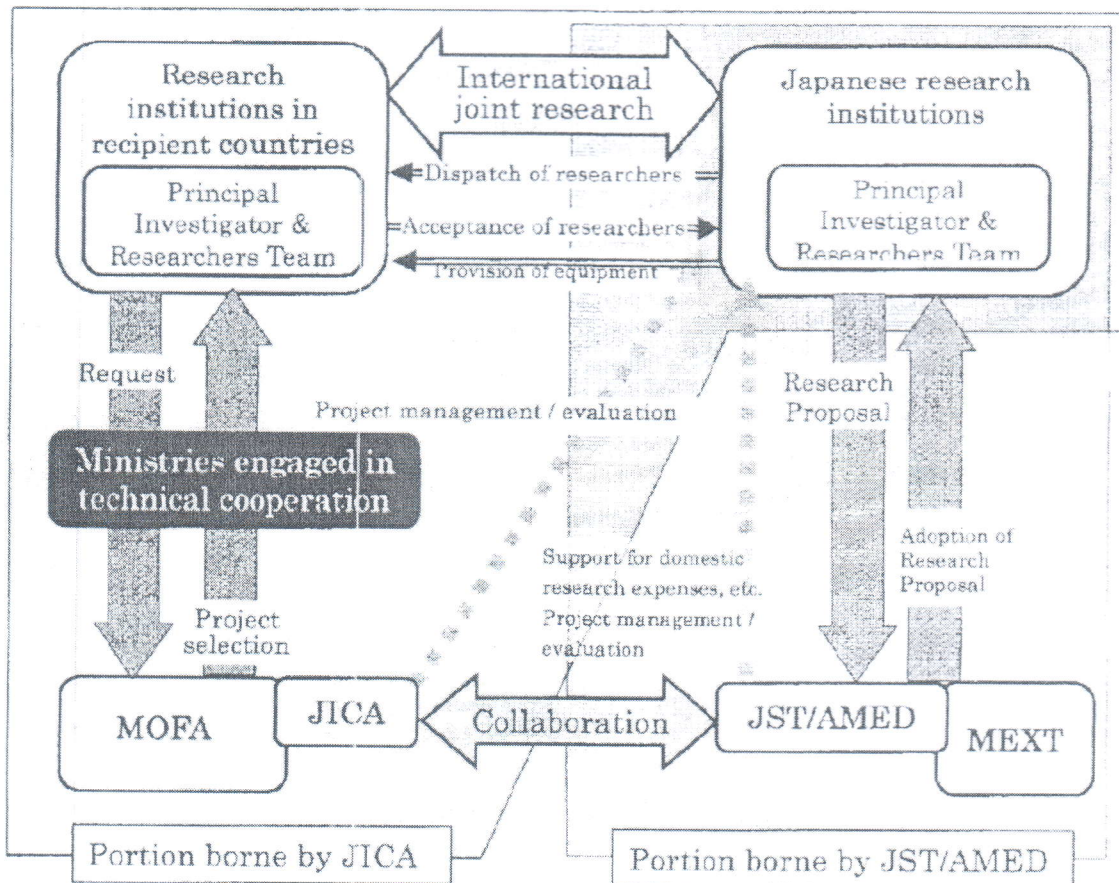 Research
institutions in
recipient countries
Principal
Investigator &
Researchers Team
International
joint research
Japanese research
institutions
Principal
Investigator &
Researchers Team
Dispatch of researchers
Acceptance of researchers
Provision of equipment
Request
Project management / evaluation
Research
Proposal
Ministries engaged in
technical cooperation
Adoption of
Research
Proposal
Support for domestic
research expenses, etc.
Project management /
evaluation
Project
selection
MOFA
JICA
Collaboration
JST/AMED
MEXT
Portion borne by JICA
Portion borne by JST/AMED